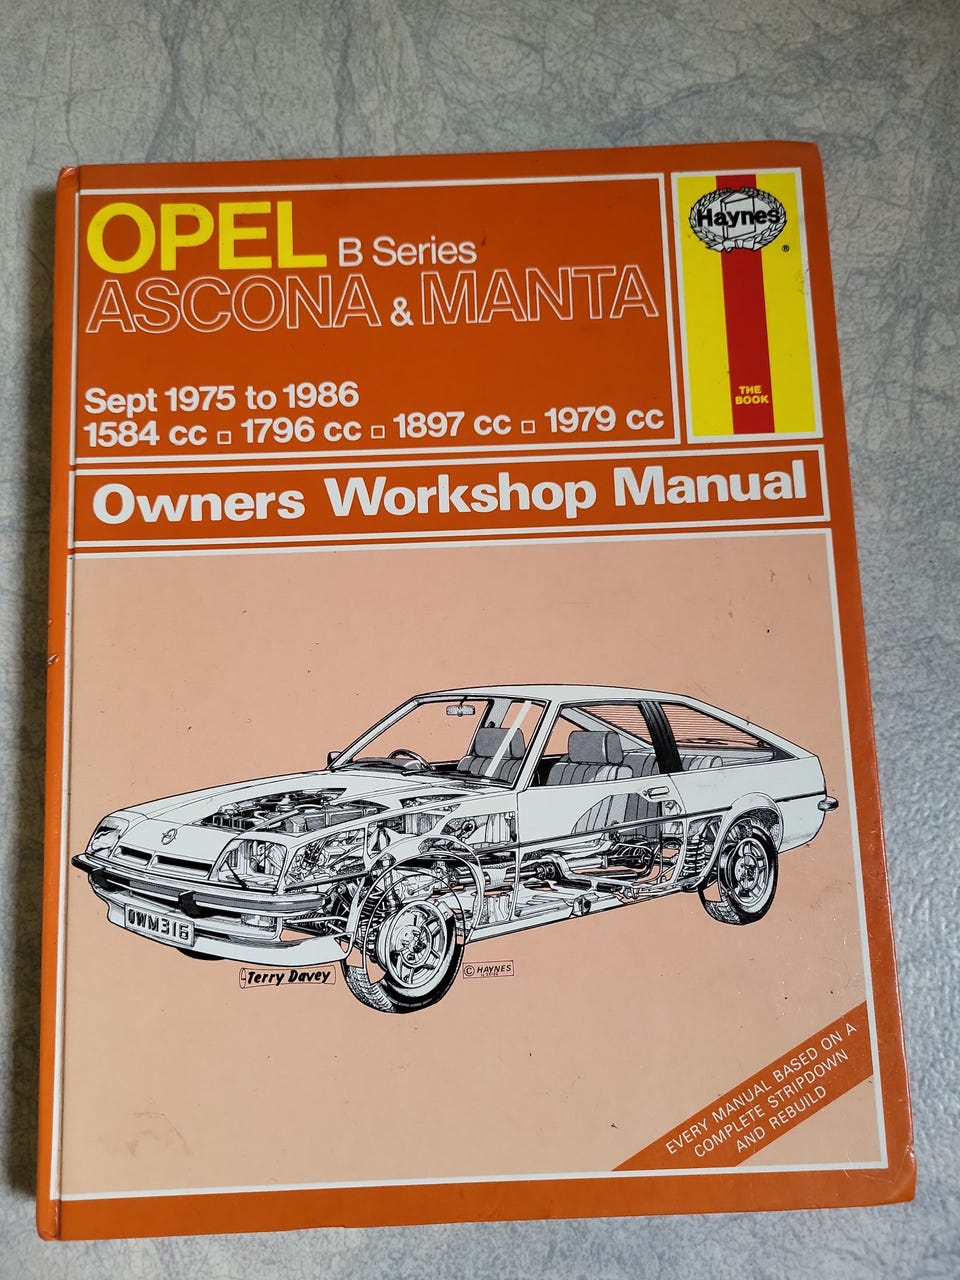 OPEL B Series
ASCONA & MANTA
Sept 1975 to 1986
1584 cc □ 1796 cc □ 1897 cc □ 1979 cc
Haynes
®
THE
BOOK
Owners Workshop Manual
OWM316
Terry Davey
© HAYNES
EVERY MANUAL BASED ON A
COMPLETE STRIPDOWN
AND REBUILD